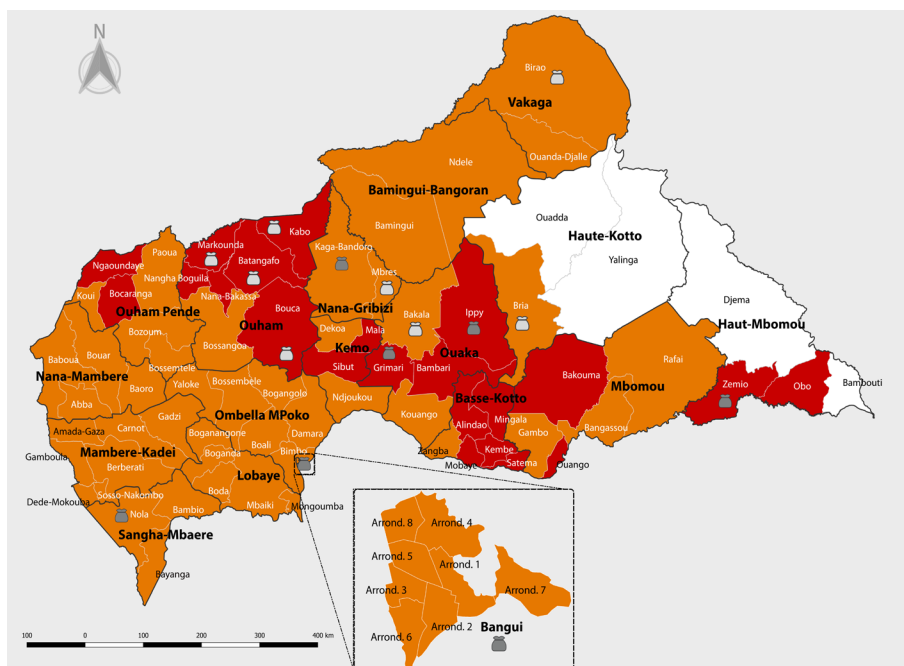 N
Birao
Vakaga
Ouanda-Djalle
Ndele
Bamingui-Bangoran
Bamingui
Ouadda
Haute-Kotto
Yalinga
Kabo
Markounda
Kaga-Bandoro
Paoua
Batangafo
Ngaoundaye
Mbres
Djema
Nangha
Boguila
Koui
Bocaranga
Nana-Bakassa
Ouham Pende
Bouca
Nana-Gribizi
Bria
Ippy
Bakala
Haut-Mbomou
Ouham
Dekoa
Mala
Bozoum
Bossangoa
Kemo
Ouaka
Rafai
Baboua
Bouar
Bossemtele
Sibut
Grimari
Bambari
Bakouma
Mbomou
Zemio
Obo
Bambouti
Nana-Mambere
Yaloke
Bossembele
Baoro
Bogangolo
Ndjoukou
Basse-Kotto
Abba
Gadzi
Ombella MPoko
Kouango
Mingala
Alindao
Gambo
Bangassou
Amada-Gaza
Carnot
Boganangone
Damara
Boali
Bimbo
Zangba
Kembe
Mambere-Kadei
Boganda
Mobaye
Satema
Ouango
Gamboula
Berberati
Lobaye
Sosso-Nakombo
Boda
Dede-Mokouba
Mbaiki
Mongoumba
Nola
Bambio
Sangha-Mbaere
Bayanga
Arrond. 8
Arrond. 4
Arrond. 5
Arrond. 1
Arrond. 3
Arrond. 7
Arrond. 2
Bangui
Arrond. 6
100 0 100 200 300 400 km